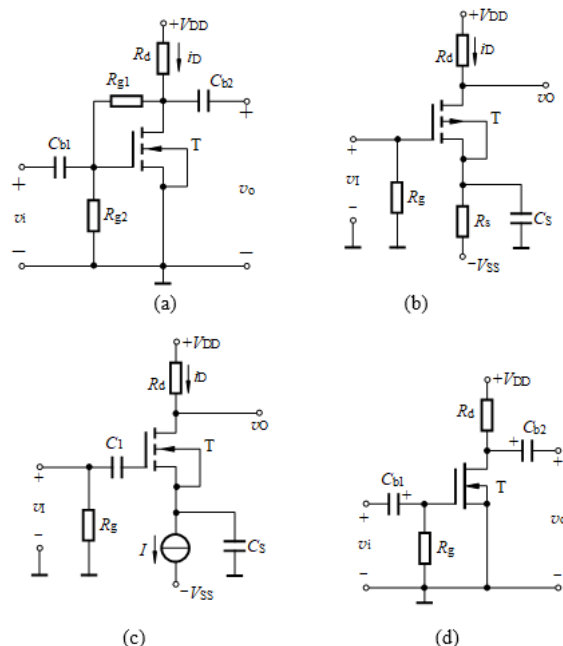 +VDD
Rd
iD
Rg1
Cb2
+
Cb1
T
+
vi
vo
Rg2
−
−
(a)
+VDD
Rd
iD
vO
T
+
vI
Rg
−
Rs
CS
−VSS
(b)
+VDD
Rd
iD
vO
C1
T
+
vI
Rg
−
I
CS
−VSS
(c)
+VDD
Rd
Cb2
+
+
Cb1
+
T
+
vi
Rg
−
−
(d)